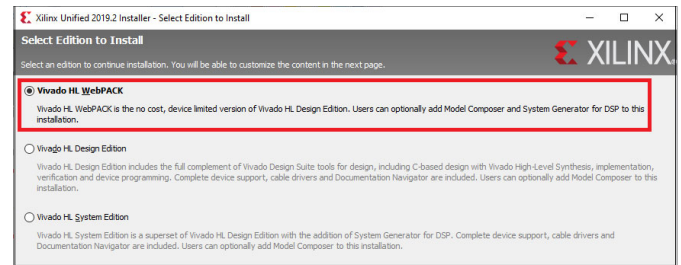 Xilinx Unified 2019.2 Installer - Select Edition to Install
Select Edition to Install
Select an edition to continue installation. You will be able to customize the content in the next page.
XILINX
Vivado HL WebPACK
Vivado HL WebPACK is the no cost, device limited version of Vivado HL Design Edition. Users can optionally add Model Composer and System Generator for DSP to this
installation.
Vivado HL Design Edition
Vivado HL Design Edition includes the full complement of Vivado Design Suite tools for design, including C-based design with Vivado High-Level Synthesis, implementation,
verification and device programming. Complete device support, cable drivers and Documentation Navigator are included. Users can optionally add Model Composer to this
installation.
Vivado HL System Edition
Vivado HL System Edition is a superset of Vivado HL Design Edition with the addition of System Generator for DSP. Complete device support, cable drivers and
Documentation Navigator are included. Users can optionally add Model Composer to this installation.